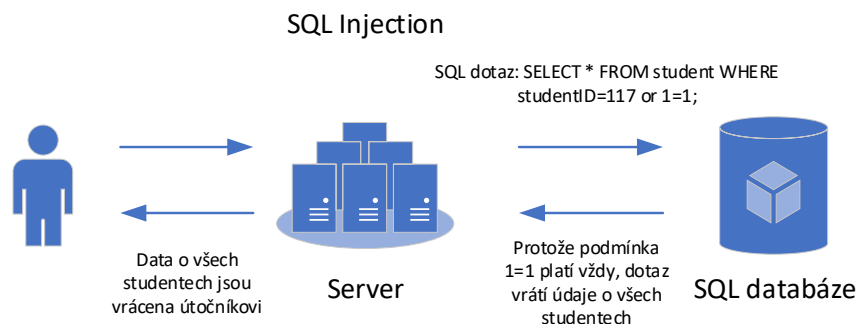 SQL Injection
SQL dotaz: SELECT * FROM student WHERE
studentID=117 or 1=1;
Data o všech
studentech jsou
vrácena útočníkovi
Server
Protože podmínka
1=1 platí vždy, dotaz
vrátí údaje o všech
studentech
SQL databáze